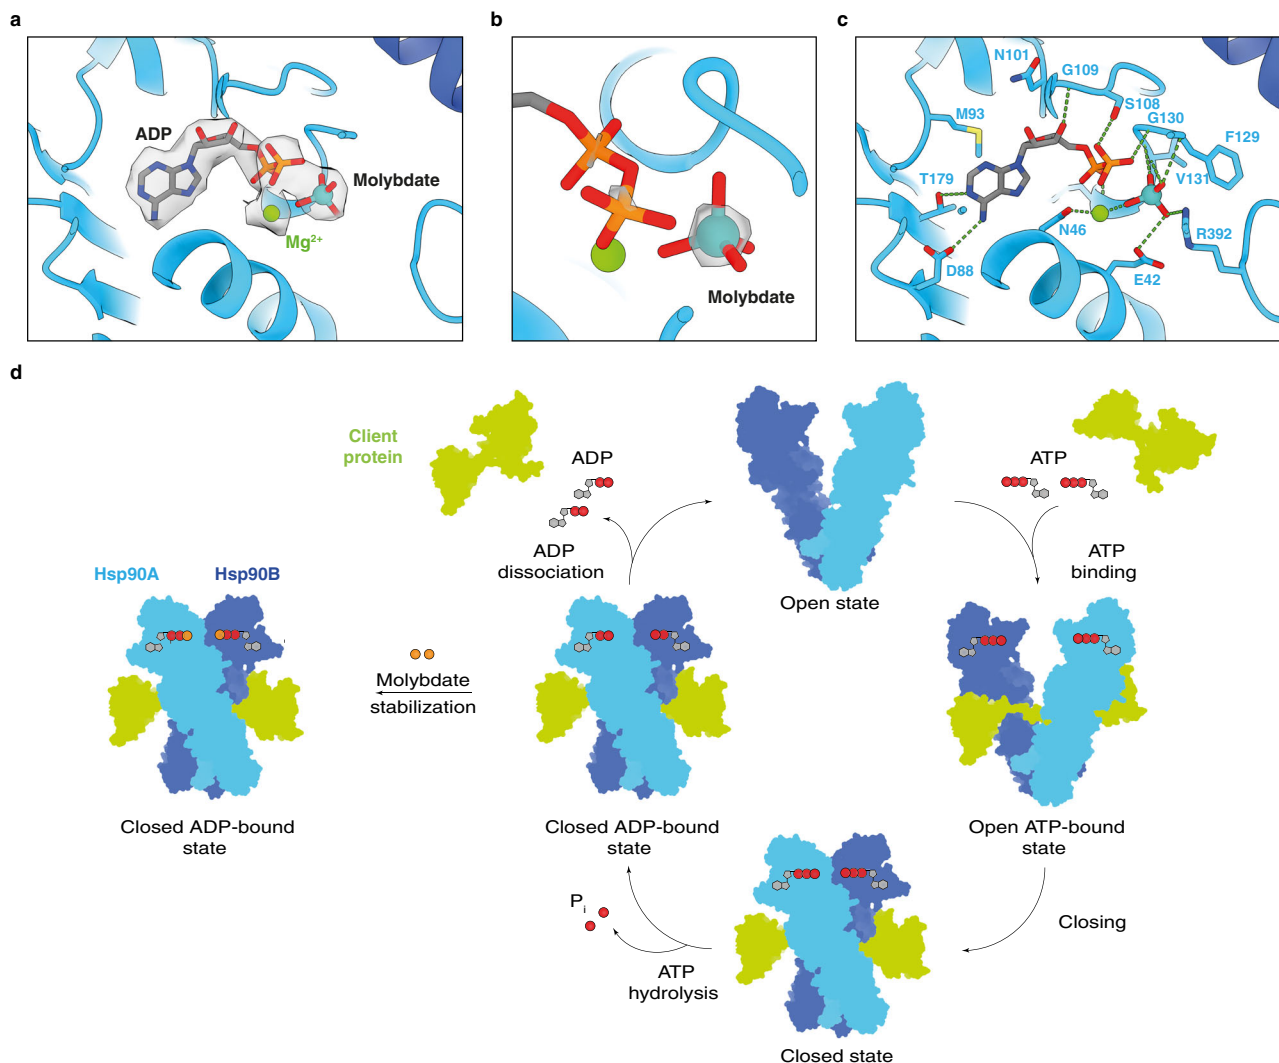 a
ADP
Molybdate
Mg²⁺
b
Molybdate
c
N101
G109
S108
G130
F129
M93
V131
T179
N46
R392
D88
E42
d
Client
protein
ADP
ATP
ADP
dissociation
ATP
binding
Open state
Hsp90A
Hsp90B
Molybdate
stabilization
Closed ADP-bound
state
Closed ADP-bound
state
Open ATP-bound
state
Pᵢ
Closing
ATP
hydrolysis
Closed state